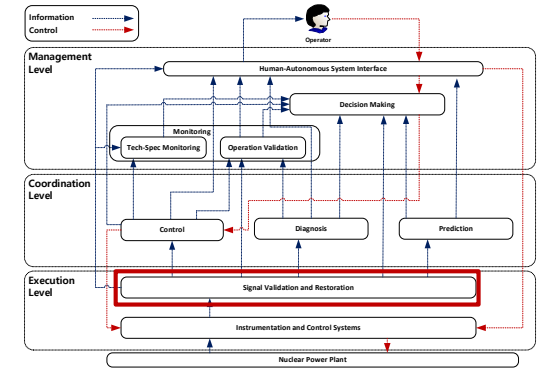 Information
Control
Operator
Management
Level
Human-Autonomous System Interface
Decision Making
Monitoring
Tech-Spec Monitoring
Operation Validation
Coordination
Level
Control
Diagnosis
Prediction
Execution
Level
Signal Validation and Restoration
Instrumentation and Control Systems
Nuclear Power Plant